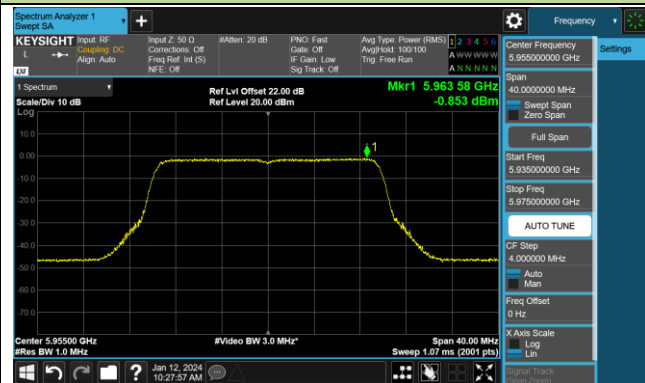 Spectrum Analyzer 1
Swept SA
Frequency
KEYSIGHT
Input: RF
Coupling: DC
Align: Auto
Input Z: 50 Ω
Corrections: Off
Freq Ref: Int (S)
NFE: Off
#Atten: 20 dB
PNO: Fast
Gate: Off
IF Gain: Low
Sig Track: Off
Avg Type: Power (RMS)
Avg|Hold: 100/100
Trig: Free Run
1 2 3 4 5 6
A W W W W W
A N N N N N
L
LXI
1 Spectrum
Scale/Div 10 dB
Log
Ref Lvl Offset 22.00 dB
Ref Level 20.00 dBm
Mkr1 5.963 58 GHz
-0.853 dBm
10.0
0.00
-10.0
-20.0
-30.0
-40.0
-50.0
-60.0
-70.0
1
Center 5.95500 GHz
#Res BW 1.0 MHz
#Video BW 3.0 MHz*
Span 40.00 MHz
Sweep 1.07 ms (2001 pts)
Jan 12, 2024
10:27:57 AM
Center Frequency
5.955000000 GHz
Span
40.0000000 MHz
Swept Span
Zero Span
Full Span
Start Freq
5.935000000 GHz
Stop Freq
5.975000000 GHz
AUTO TUNE
CF Step
4.000000 MHz
Auto
Man
Freq Offset
0 Hz
X Axis Scale
Log
Lin
Signal Track
(Span Zoom)
Settings